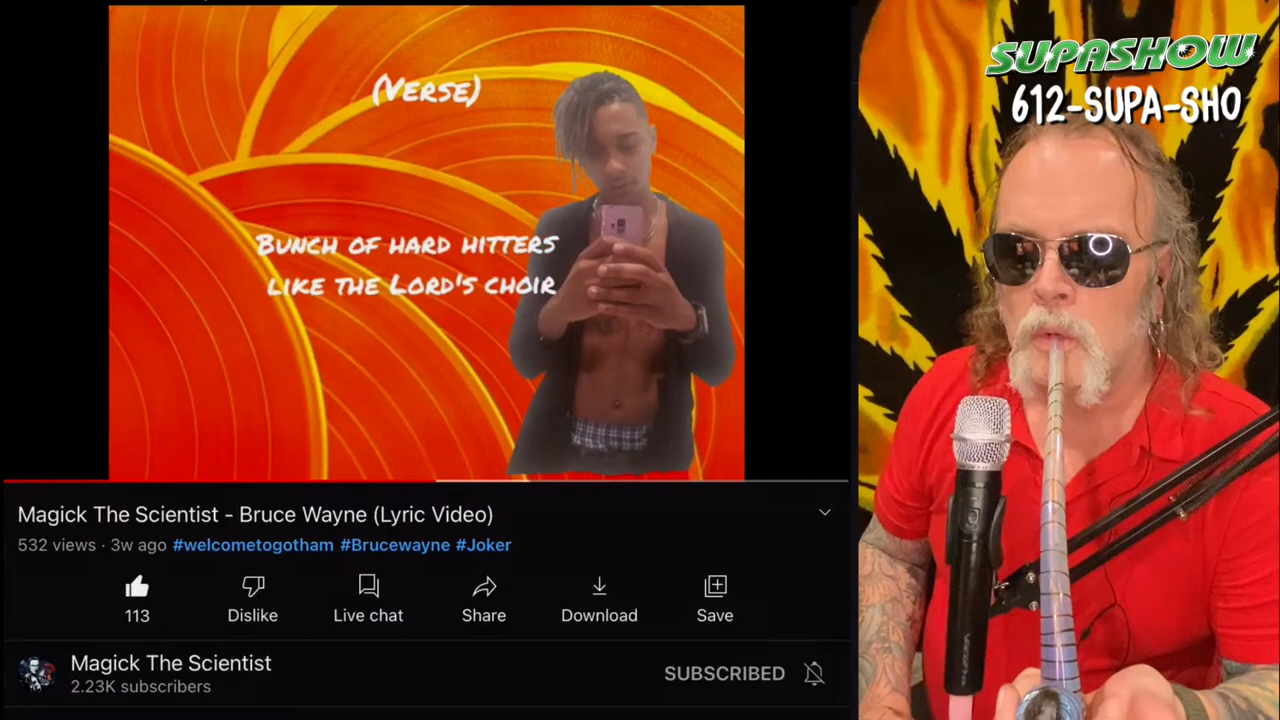 (Verse)
Bunch of hard hitters
like the Lord's choir
Magick The Scientist - Bruce Wayne (Lyric Video)
532 views · 3w ago #welcometogotham #Brucewayne #Joker
113
Dislike
Live chat
Share
Download
Save
Magick The Scientist
2.23K subscribers
SUBSCRIBED
SUPASHOW
612-SUPA-SHO